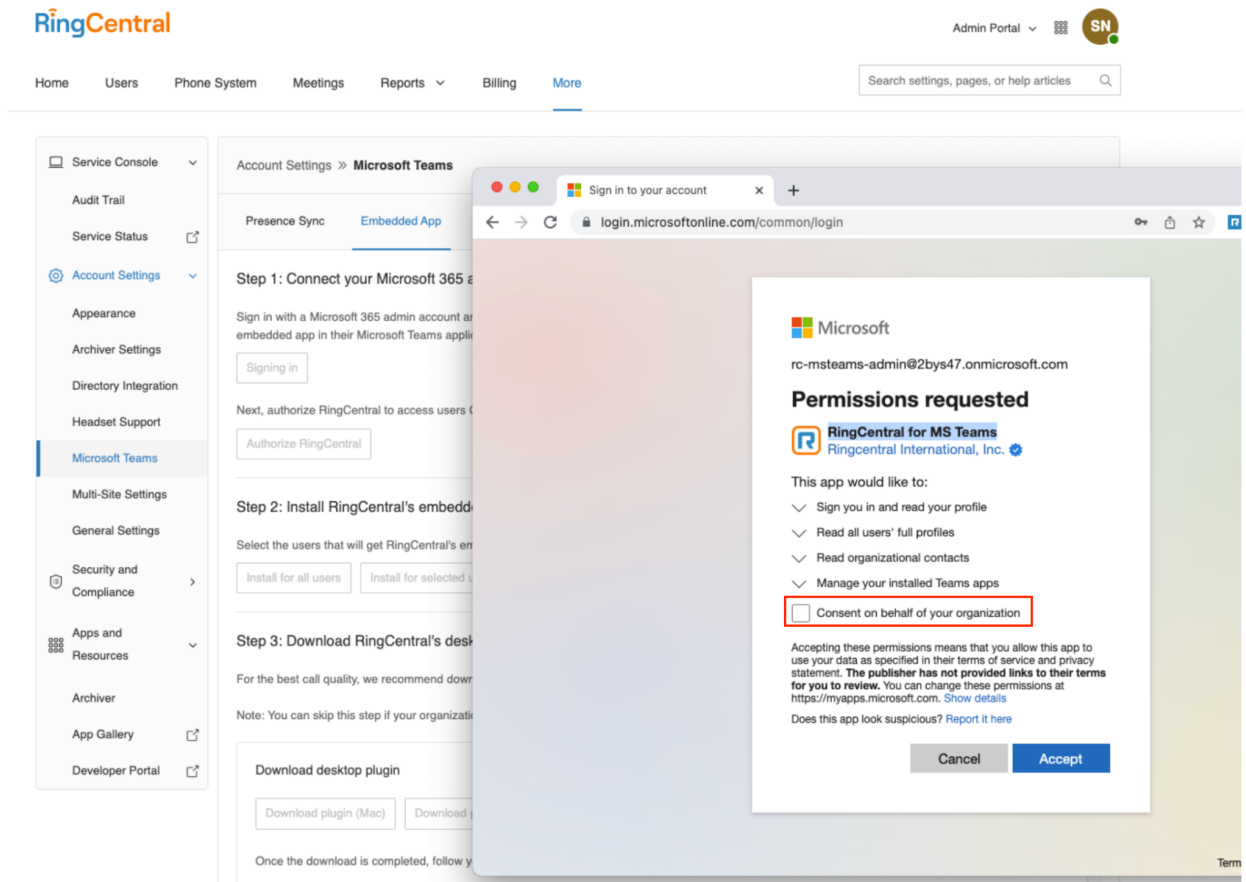 RingCentral
Admin Portal
SN
Home Users Phone System Meetings Reports Billing More
Search settings, pages, or help articles
Service Console
Audit Trail
Service Status
Account Settings
Appearance
Archiver Settings
Directory Integration
Headset Support
Microsoft Teams
Multi-Site Settings
General Settings
Security and
Compliance
Apps and
Resources
Archiver
App Gallery
Developer Portal
Account Settings » Microsoft Teams
Presence Sync Embedded App
Step 1: Connect your Microsoft 365
Sign in with a Microsoft 365 admin account
embedded app in their Microsoft Teams
Signing in
Next, authorize RingCentral to access users
Authorize RingCentral
Step 2: Install RingCentral's
Select the users that will get RingCentral's
Install for all users Install for selected
Step 3: Download RingCentral's
For the best call quality, we recommend
Note: You can skip this step if your
Download desktop plugin
Download plugin (Mac) Download
Once the download is completed, follow
Sign in to your account
login.microsoftonline.com/common/login
Microsoft
rc-msteams-admin@2bys47.onmicrosoft.com
Permissions requested
RingCentral for MS Teams
Ringcentral International, Inc.
This app would like to:
Sign you in and read your profile
Read all users' full profiles
Read organizational contacts
Manage your installed Teams apps
Consent on behalf of your organization
Accepting these permissions means that you allow this app to
use your data as specified in their terms of service and privacy
statement. The publisher has not provided links to their terms
for you to review. You can change these permissions at
https://myapps.microsoft.com. Show details
Does this app look suspicious? Report it here
Cancel Accept
Term